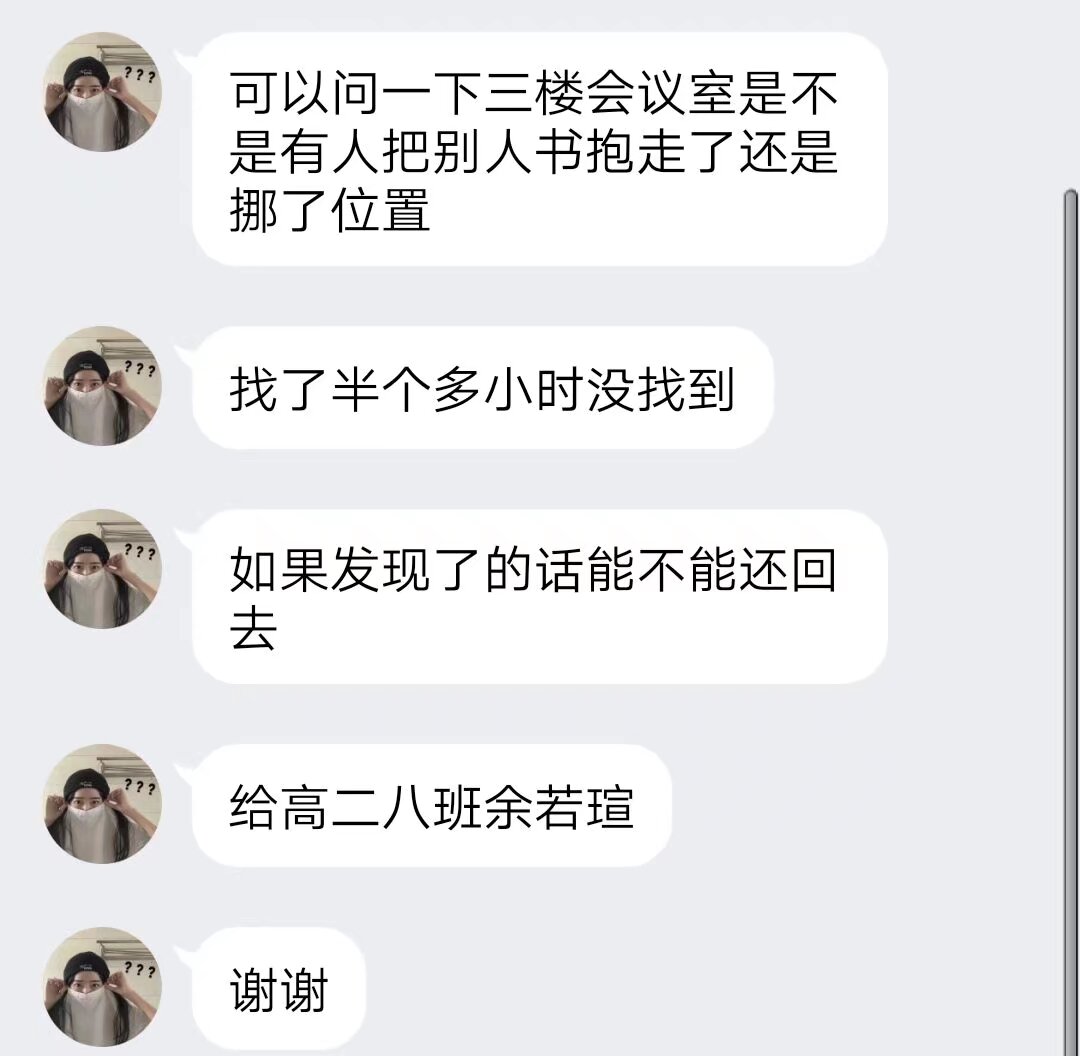 ???
可以问一下三楼会议室是不
是有人把别人书抱走了还是
挪了位置
???
找了半个多小时没找到
???
如果发现了的话能不能还回
去
???
给高二八班余若瑄
???
谢谢